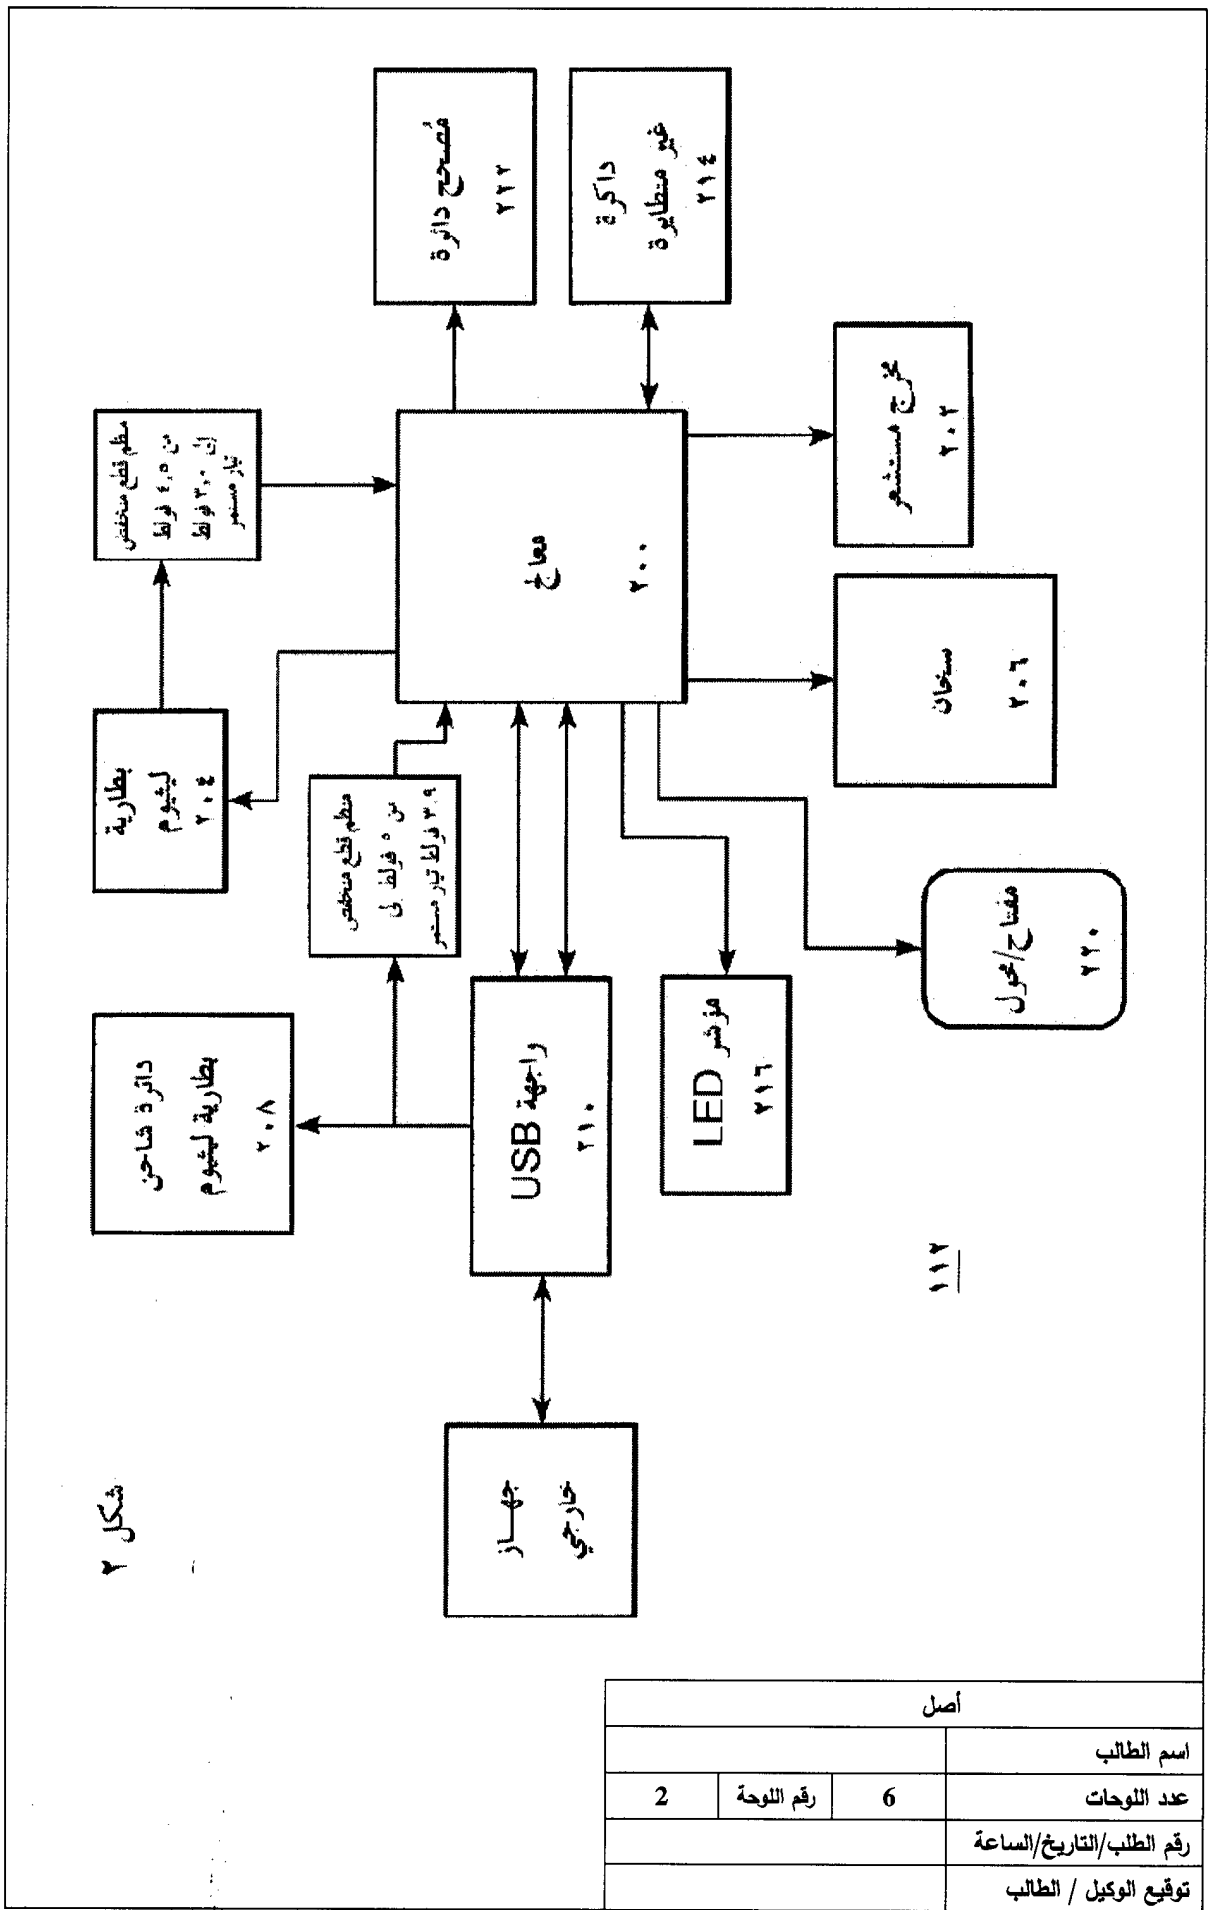 شكل ٢
دائرة شاحن
بطارية ليثيوم
٢٠٨
بطارية
ليثيوم
٢٠٤
منظم قطع منخفض
من ٤,٥ فولط
إلى ٣,٠ فولط
تيار مستمر
منظم قطع منخفض
من ٥ فولط إلى
٣,٩ فولط تيار مستمر
مُصحح دائرة
٢٢٢
ذاكرة
غير متطايرة
٢١٤
معالج
٢٠٠
مخرج مستشعر
٢٠٢
سخان
٢٠٦
مفتاح/محول
٢٢٠
مؤشر LED
٢١٦
واجهة USB
٢١٠
جهاز
خارجي
١١٢
أصل
اسم الطالب
عدد اللوحات 6 رقم اللوحة 2
رقم الطلب/التاريخ/الساعة
توقيع الوكيل / الطالب